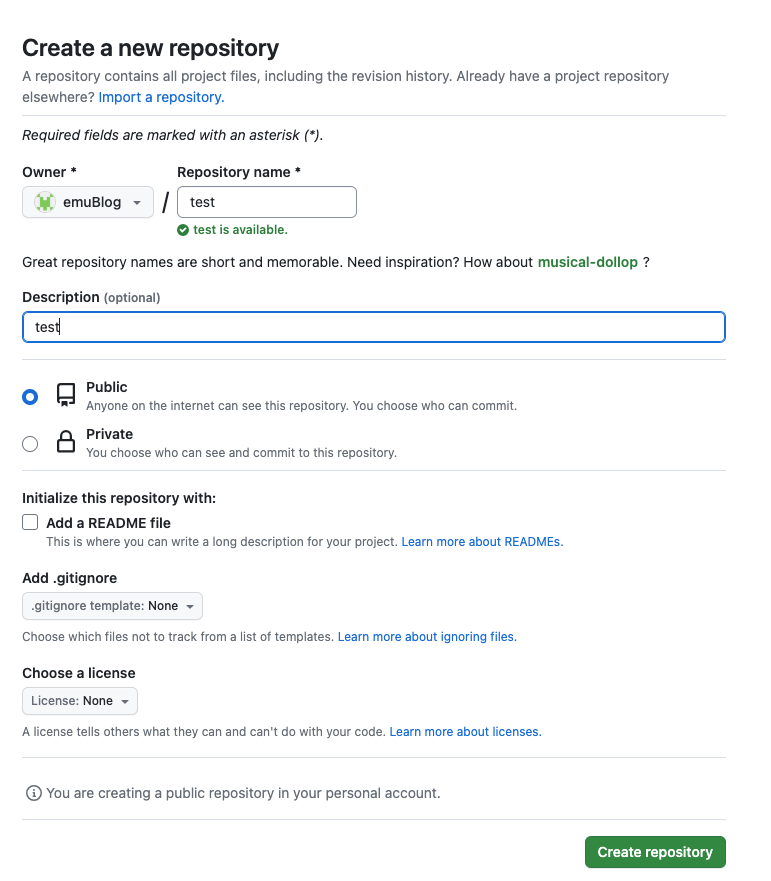 Create a new repository
A repository contains all project files, including the revision history. Already have a project repository
elsewhere? Import a repository.
Required fields are marked with an asterisk (*).
Owner * Repository name *
emuBlog / test
test is available.
Great repository names are short and memorable. Need inspiration? How about musical-dollop ?
Description (optional)
test
Public
Anyone on the internet can see this repository. You choose who can commit.
Private
You choose who can see and commit to this repository.
Initialize this repository with:
Add a README file
This is where you can write a long description for your project. Learn more about READMEs.
Add .gitignore
.gitignore template: None
Choose which files not to track from a list of templates. Learn more about ignoring files.
Choose a license
License: None
A license tells others what they can and can't do with your code. Learn more about licenses.
You are creating a public repository in your personal account.
Create repository